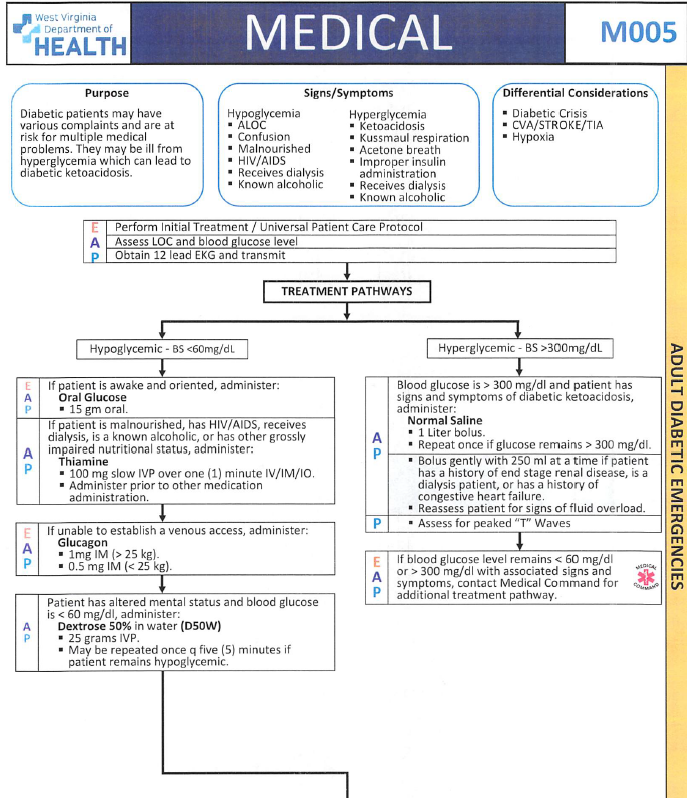 West Virginia
Department of
HEALTH
MEDICAL
M005
Purpose
Diabetic patients may have
various complaints and are at
risk for multiple medical
problems. They may be ill from
hyperglycemia which can lead to
diabetic ketoacidosis.
Signs/Symptoms
Hypoglycemia
▪ ALOC
▪ Confusion
▪ Malnourished
▪ HIV/AIDS
▪ Receives dialysis
▪ Known alcoholic
Hyperglycemia
▪ Ketoacidosis
▪ Kussmaul respiration
▪ Acetone breath
▪ Improper insulin
administration
▪ Receives dialysis
▪ Known alcoholic
Differential Considerations
▪ Diabetic Crisis
▪ CVA/STROKE/TIA
▪ Hypoxia
E
A
P
Perform Initial Treatment / Universal Patient Care Protocol
Assess LOC and blood glucose level
Obtain 12 lead EKG and transmit
TREATMENT PATHWAYS
Hypoglycemic - BS <60mg/dL
E
A
P
If patient is awake and oriented, administer:
Oral Glucose
▪ 15 gm oral.
A
P
If patient is malnourished, has HIV/AIDS, receives
dialysis, is a known alcoholic, or has other grossly
impaired nutritional status, administer:
Thiamine
▪ 100 mg slow IVP over one (1) minute IV/IM/IO.
▪ Administer prior to other medication
administration.
E
A
P
If unable to establish a venous access, administer:
Glucagon
▪ 1mg IM (> 25 kg).
▪ 0.5 mg IM (< 25 kg).
A
P
Patient has altered mental status and blood glucose
is < 60 mg/dl, administer:
Dextrose 50% in water (D50W)
▪ 25 grams IVP.
▪ May be repeated once q five (5) minutes if
patient remains hypoglycemic.
Hyperglycemic - BS >300mg/dL
A
P
Blood glucose is > 300 mg/dl and patient has
signs and symptoms of diabetic ketoacidosis,
administer:
Normal Saline
▪ 1 Liter bolus.
▪ Repeat once if glucose remains > 300 mg/dl.
▪ Bolus gently with 250 ml at a time if patient
has a history of end stage renal disease, is a
dialysis patient, or has a history of
congestive heart failure.
▪ Reassess patient for signs of fluid overload.
P
▪ Assess for peaked "T" Waves
E
A
P
If blood glucose level remains < 60 mg/dl
or > 300 mg/dl with associated signs and
symptoms, contact Medical Command for
additional treatment pathway.
MEDICAL
COMMAND
ADULT DIABETIC EMERGENCIES